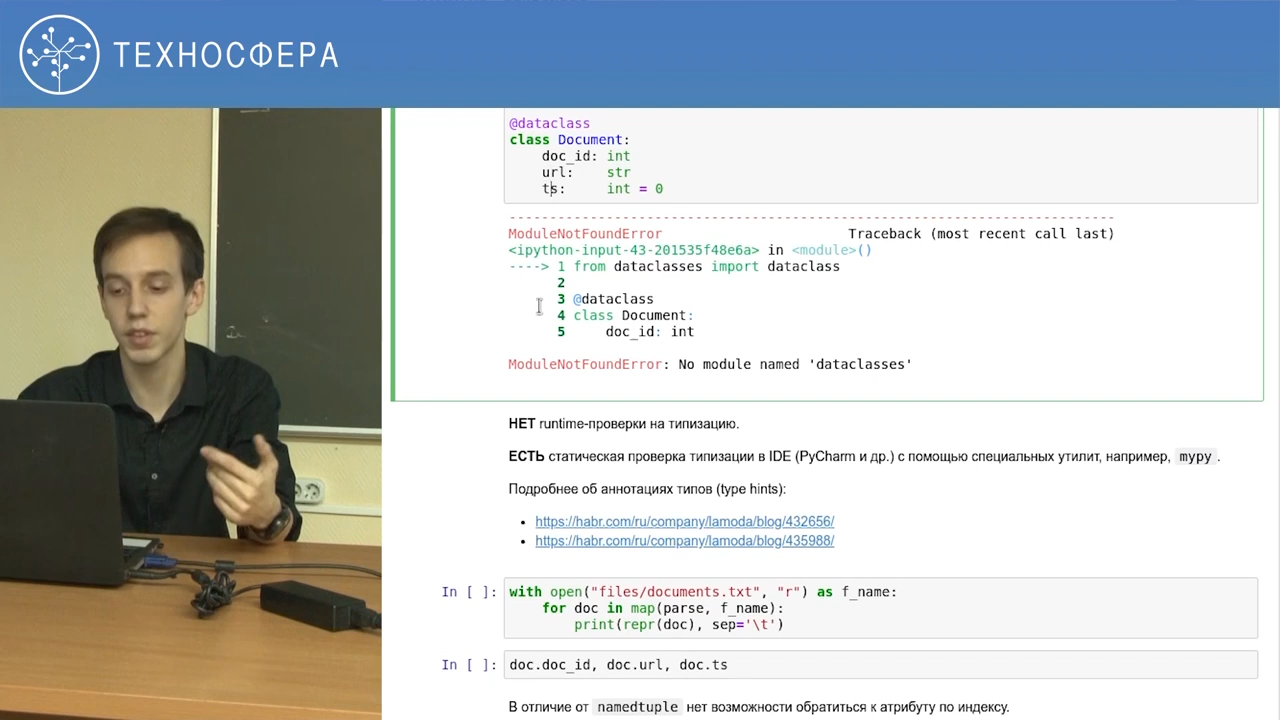 ТЕХНОСФЕРА
@dataclass
class Document:
    doc_id: int
    url:    str
    ts:     int = 0
---------------------------------------------------------------------------
ModuleNotFoundError                       Traceback (most recent call last)
<ipython-input-43-201535f48e6a> in <module>()
----> 1 from dataclasses import dataclass
      2
      3 @dataclass
      4 class Document:
      5     doc_id: int
ModuleNotFoundError: No module named 'dataclasses'
НЕТ runtime-проверки на типизацию.
ЕСТЬ статическая проверка типизации в IDE (PyCharm и др.) с помощью специальных утилит, например, mypy .
Подробнее об аннотациях типов (type hints):
• https://habr.com/ru/company/lamoda/blog/432656/
• https://habr.com/ru/company/lamoda/blog/435988/
In [ ]: with open("files/documents.txt", "r") as f_name:
    for doc in map(parse, f_name):
        print(repr(doc), sep='\t')
In [ ]: doc.doc_id, doc.url, doc.ts
В отличие от namedtuple нет возможности обратиться к атрибуту по индексу.